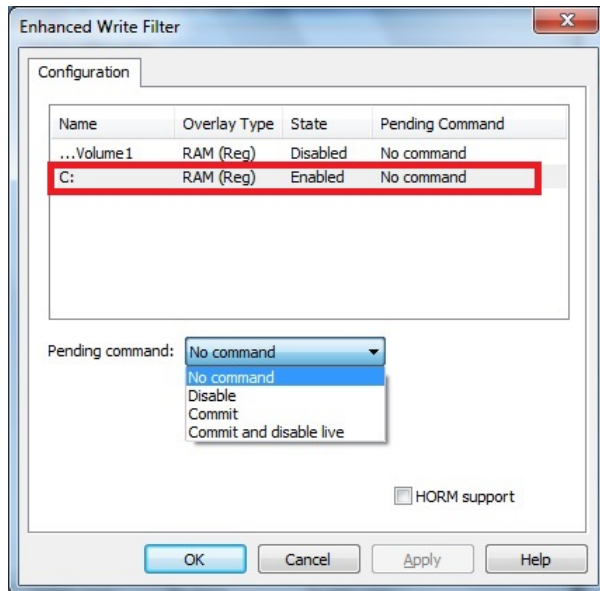 Enhanced Write Filter
Configuration
Name Overlay Type State Pending Command
...Volume1 RAM (Reg) Disabled No command
C: RAM (Reg) Enabled No command
Pending command: No command
No command
Disable
Commit
Commit and disable live
HORM support
OK Cancel Apply Help